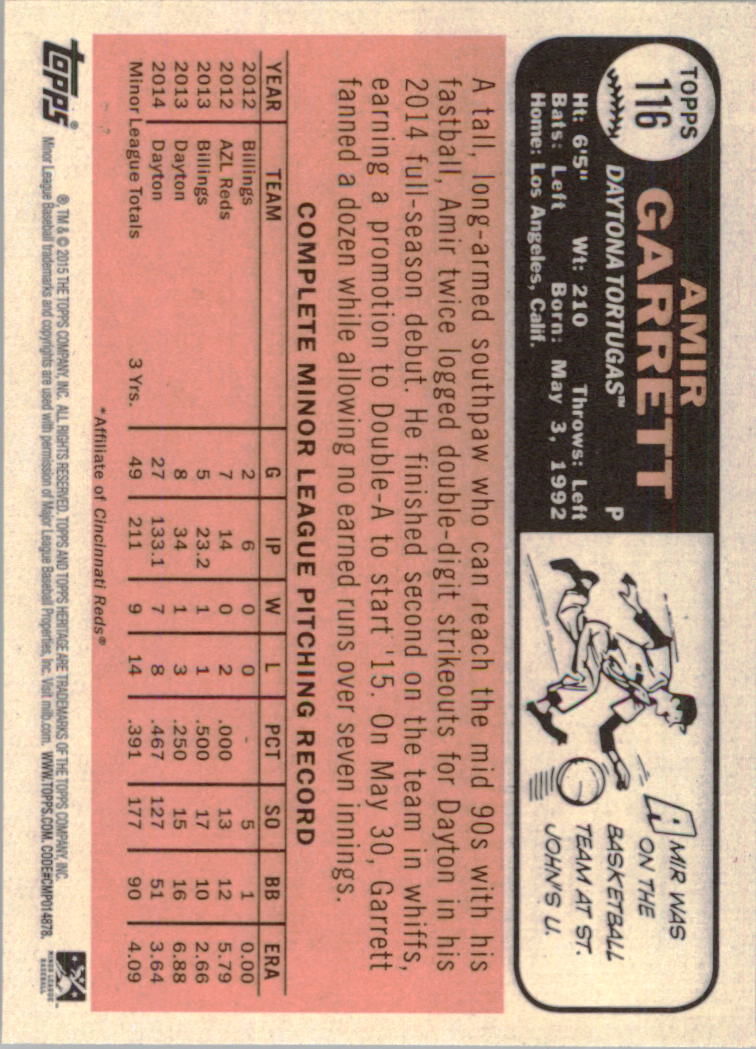 TOPPS
116
AMIR
GARRETT
DAYTONA TORTUGAS™ P
Ht: 6'5" Wt: 210 Throws: Left
Bats: Left Born: May 3, 1992
Home: Los Angeles, Calif.
AMIR WAS
ON THE
BASKETBALL
TEAM AT ST.
JOHN'S U.
A tall, long-armed southpaw who can reach the mid 90s with his
fastball, Amir twice logged double-digit strikeouts for Dayton in his
2014 full-season debut. He finished second on the team in whiffs,
earning a promotion to Double-A to start '15. On May 30, Garrett
fanned a dozen while allowing no earned runs over seven innings.
COMPLETE MINOR LEAGUE PITCHING RECORD
YEAR TEAM G IP W L PCT SO BB ERA
2012 Billings 2 6 0 0 - 5 1 0.00
2012 AZL Reds 7 14 0 2 .000 13 12 5.79
2013 Billings 5 23.2 1 1 .500 17 10 2.66
2013 Dayton 8 34 1 3 .250 15 16 6.88
2014 Dayton 27 133.1 7 8 .467 127 51 3.64
Minor League Totals 3 Yrs. 49 211 9 14 .391 177 90 4.09
*Affiliate of Cincinnati Reds®
topps®
®, TM & © 2015 THE TOPPS COMPANY, INC. ALL RIGHTS RESERVED. TOPPS AND TOPPS HERITAGE ARE TRADEMARKS OF THE TOPPS COMPANY, INC.
Minor League Baseball trademarks and copyrights are used with permission of Major League Baseball Properties, Inc. Visit milb.com. WWW.TOPPS.COM. CODE#CMP014878.
MINOR LEAGUE
BASEBALL™